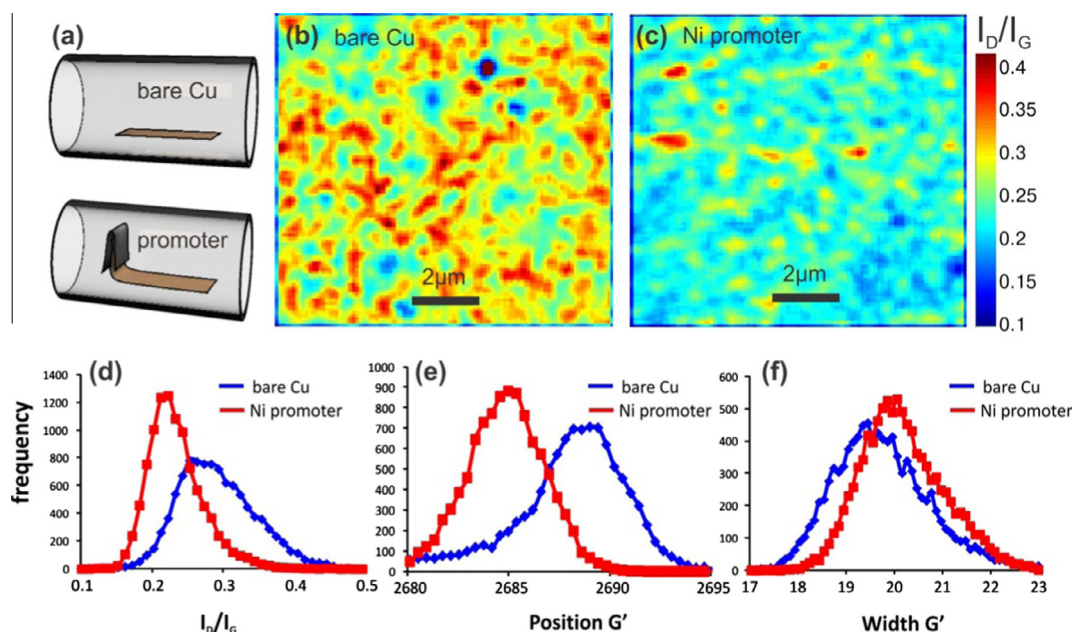 (a)
bare Cu
promoter
(b) bare Cu
2μm
(c) Ni promoter
2μm
I_D/I_G
0.4
0.35
0.3
0.25
0.2
0.15
0.1
frequency
(d)
bare Cu
Ni promoter
1400
1200
1000
800
600
400
200
0
0.1 0.2 0.3 0.4 0.5
I_D/I_G
(e)
bare Cu
Ni promoter
1000
900
800
700
600
500
400
300
200
100
0
2680 2685 2690 2695
Position G'
(f)
bare Cu
Ni promoter
600
500
400
300
200
100
0
17 18 19 20 21 22 23
Width G'